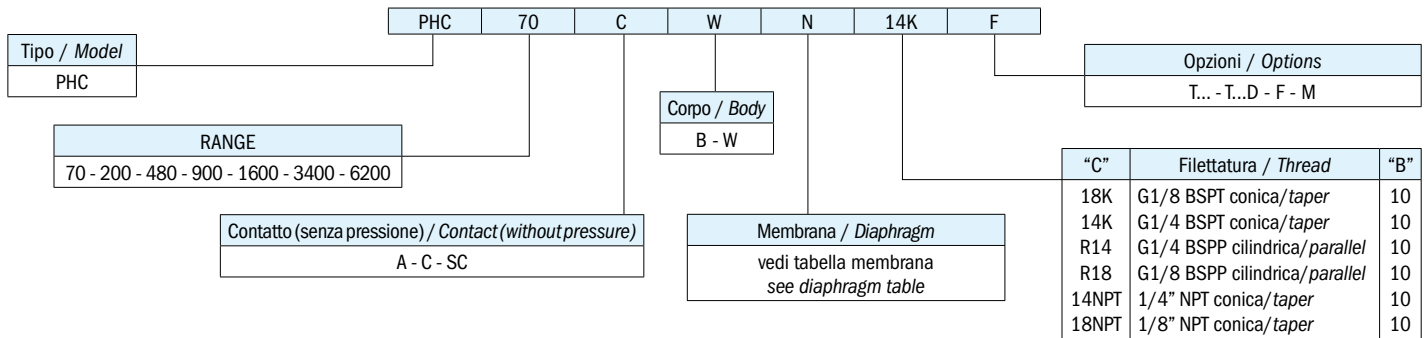 PHC 70 C W N 14K F
Tipo / Model
PHC
Opzioni / Options
T... - T...D - F - M
Corpo / Body
B - W
RANGE
70 - 200 - 480 - 900 - 1600 - 3400 - 6200
"C" Filettatura / Thread "B"
18K G1/8 BSPT conica/taper 10
14K G1/4 BSPT conica/taper 10
R14 G1/4 BSPP cilindrica/parallel 10
R18 G1/8 BSPP cilindrica/parallel 10
14NPT 1/4" NPT conica/taper 10
18NPT 1/8" NPT conica/taper 10
Contatto (senza pressione) / Contact (without pressure)
A - C - SC
Membrana / Diaphragm
vedi tabella membrana
see diaphragm table